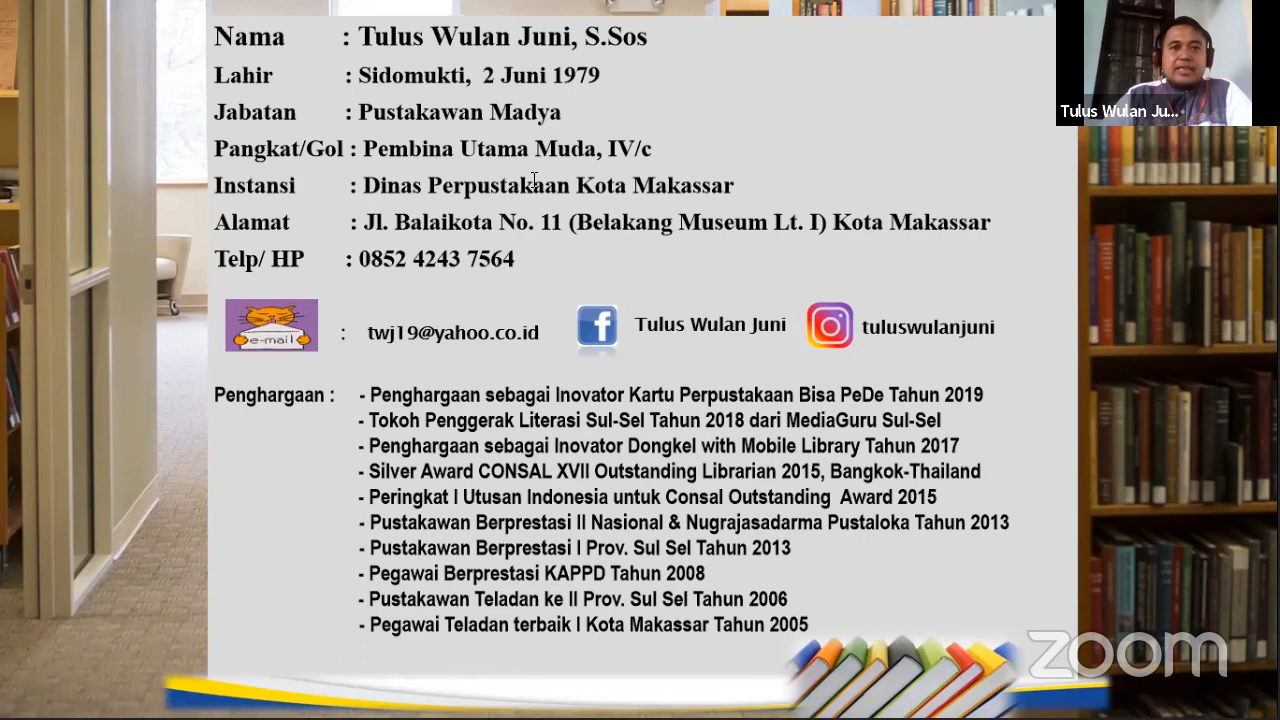 Nama : Tulus Wulan Juni, S.Sos
Lahir : Sidomukti, 2 Juni 1979
Jabatan : Pustakawan Madya
Pangkat/Gol : Pembina Utama Muda, IV/c
Instansi : Dinas Perpustakaan Kota Makassar
Alamat : Jl. Balaikota No. 11 (Belakang Museum Lt. I) Kota Makassar
Telp/ HP : 0852 4243 7564
e-mail : twj19@yahoo.co.id
f Tulus Wulan Juni
tuluswulanjuni
Penghargaan : - Penghargaan sebagai Inovator Kartu Perpustakaan Bisa PeDe Tahun 2019
- Tokoh Penggerak Literasi Sul-Sel Tahun 2018 dari MediaGuru Sul-Sel
- Penghargaan sebagai Inovator Dongkel with Mobile Library Tahun 2017
- Silver Award CONSAL XVII Outstanding Librarian 2015, Bangkok-Thailand
- Peringkat I Utusan Indonesia untuk Consal Outstanding Award 2015
- Pustakawan Berprestasi II Nasional & Nugrajasadarma Pustaloka Tahun 2013
- Pustakawan Berprestasi I Prov. Sul Sel Tahun 2013
- Pegawai Berprestasi KAPPD Tahun 2008
- Pustakawan Teladan ke II Prov. Sul Sel Tahun 2006
- Pegawai Teladan terbaik I Kota Makassar Tahun 2005
Tulus Wulan Ju...
zoom